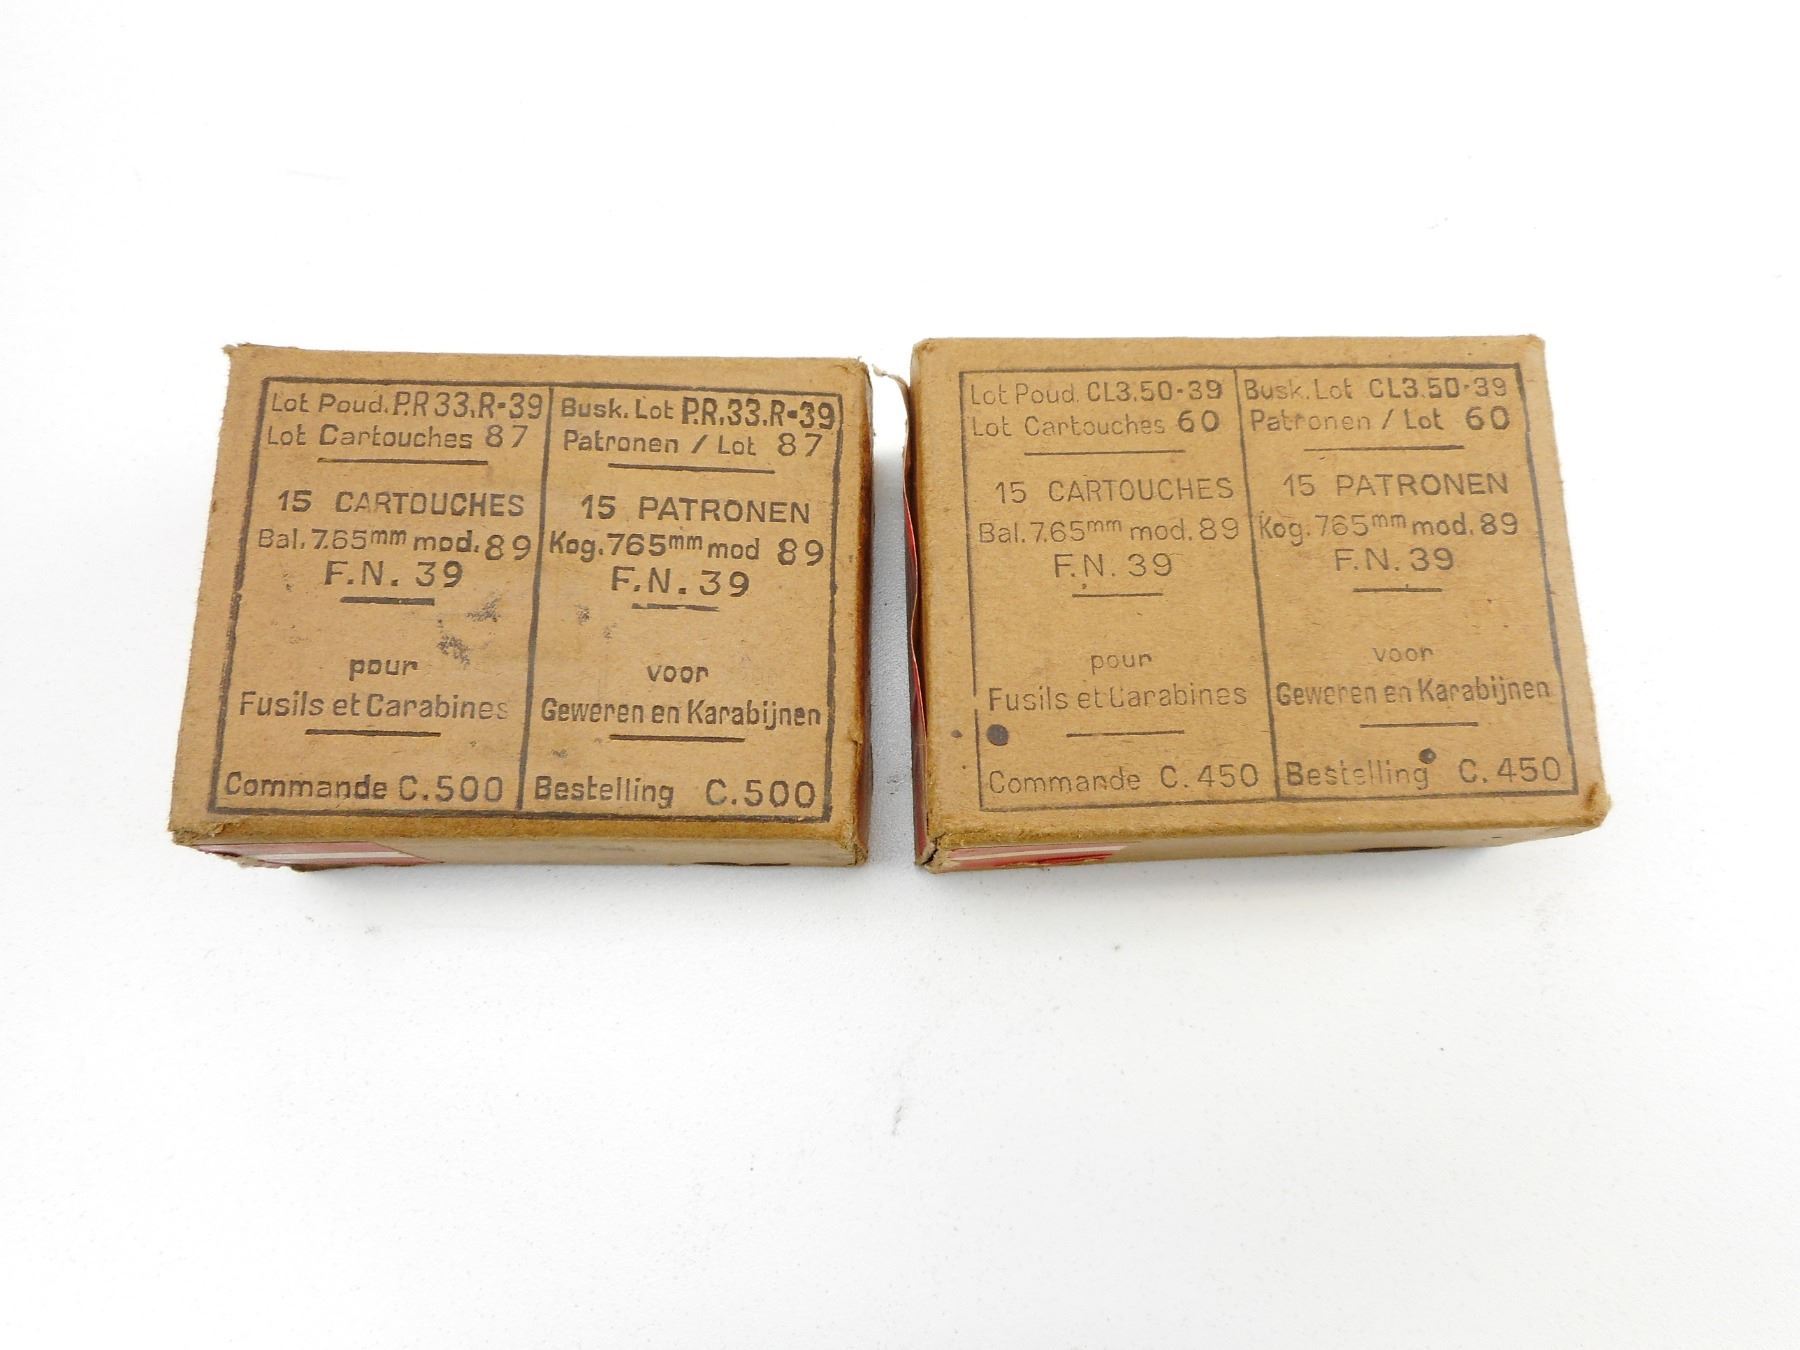 Lot Poud. P.R 33.R-39
Lot Cartouches 87
15 CARTOUCHES
Bal. 7.65mm mod. 89
F.N. 39
pour
Fusils et Carabines
Commande C.500
Busk. Lot P.R.33.R-39
Patronen / Lot 87
15 PATRONEN
Kog. 765mm mod 89
F.N. 39
voor
Geweren en Karabijnen
Bestelling C.500
Lot Poud. CL3.50-39
Lot Cartouches 60
15 CARTOUCHES
Bal. 7.65mm mod. 89
F.N. 39
pour
Fusils et Carabines
Commande C. 450
Busk. Lot CL3.50-39
Patronen / Lot 60
15 PATRONEN
Kog. 765mm mod. 89
F.N. 39
voor
Geweren en Karabijnen
Bestelling C. 450